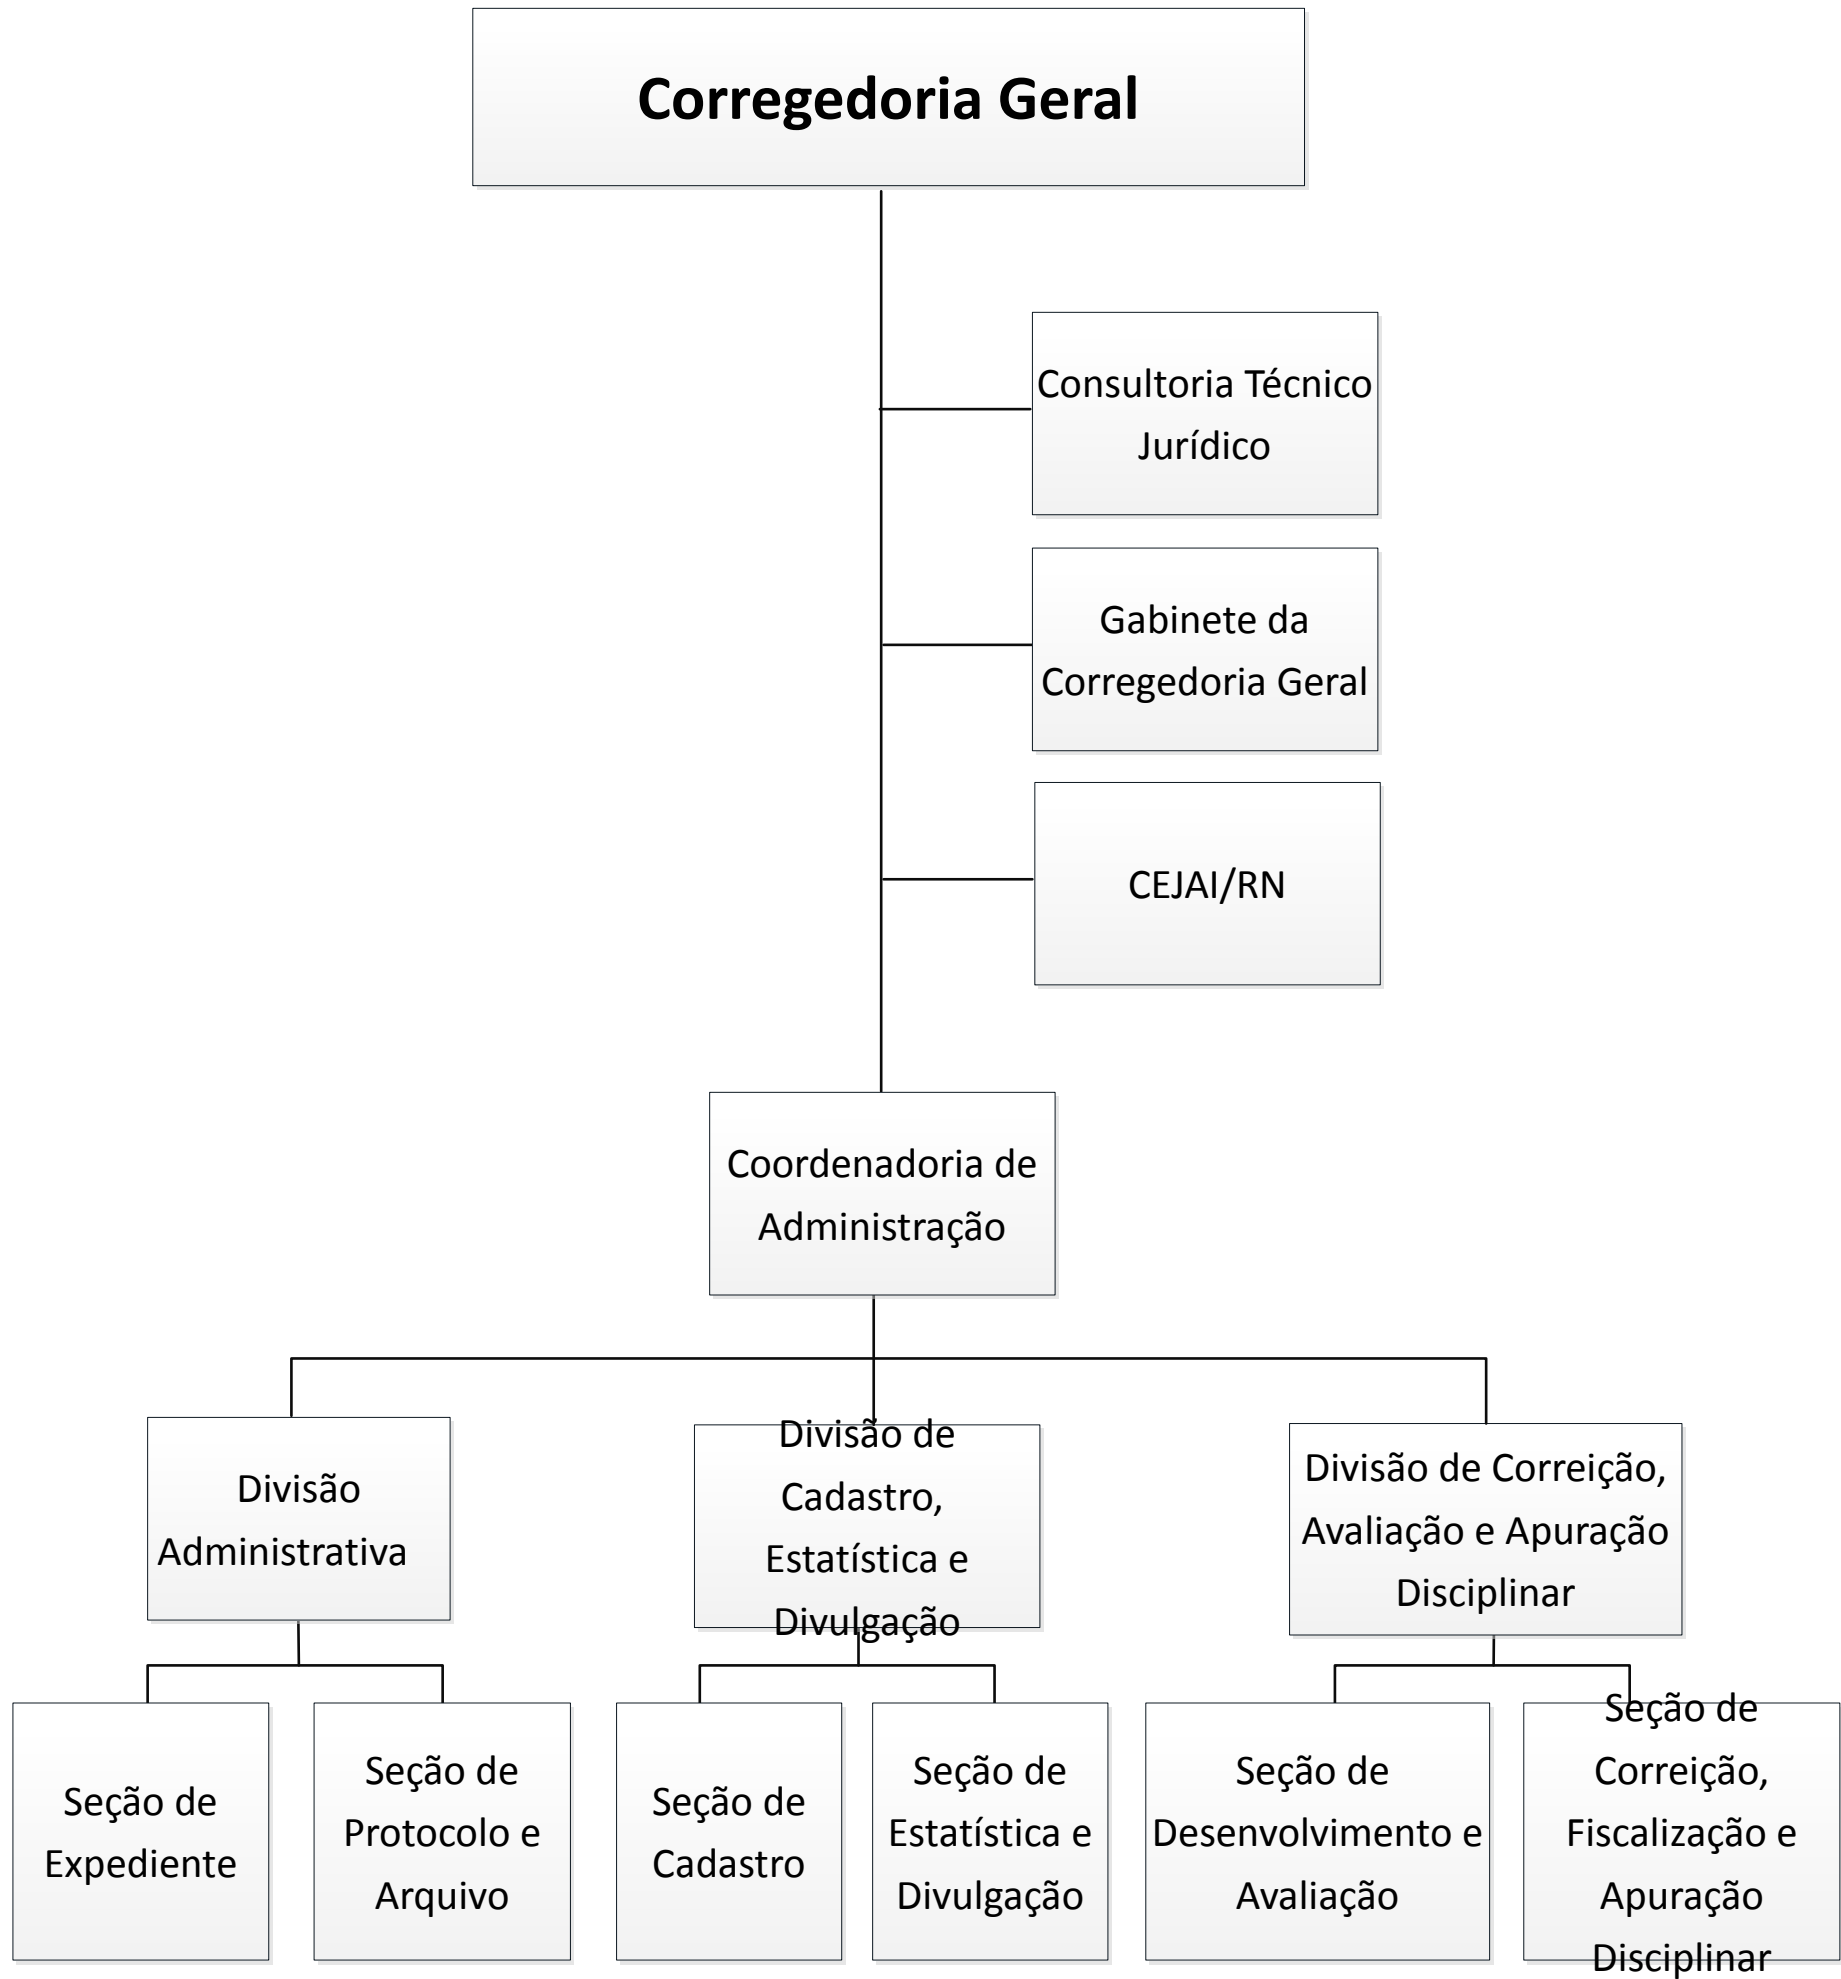 Corregedoria Geral
Consultoria Técnico
Jurídico
Gabinete da
Corregedoria Geral
CEJAI/RN
Coordenadoria de
Administração
Divisão
Administrativa
Divisão de
Cadastro,
Estatística e
Divulgação
Divisão de Correição,
Avaliação e Apuração
Disciplinar
Seção de
Expediente
Seção de
Protocolo e
Arquivo
Seção de
Cadastro
Seção de
Estatística e
Divulgação
Seção de
Desenvolvimento e
Avaliação
Seção de
Correição,
Fiscalização e
Apuração
Disciplinar